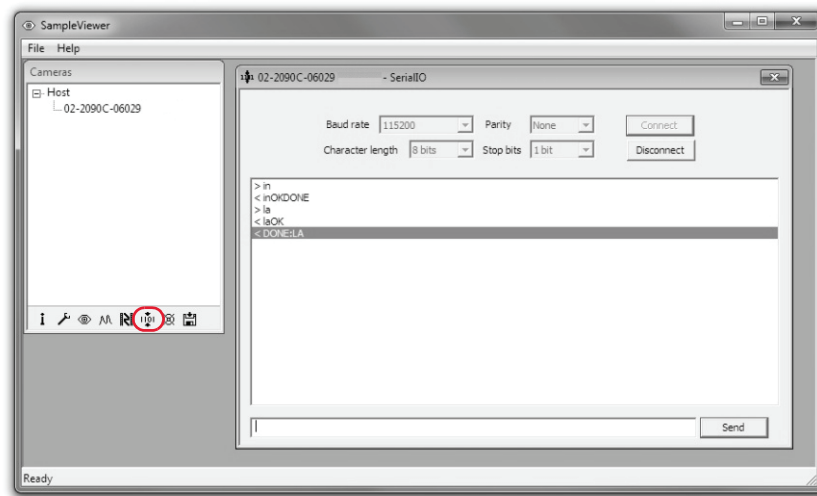 SampleViewer
File Help
Cameras
Host
02-2090C-06029
02-2090C-06029 - SerialIO
Baud rate 115200 Parity None Connect
Character length 8 bits Stop bits 1 bit Disconnect
> in
< inOKDONE
> la
< laOK
< DONE:LA
Send
Ready